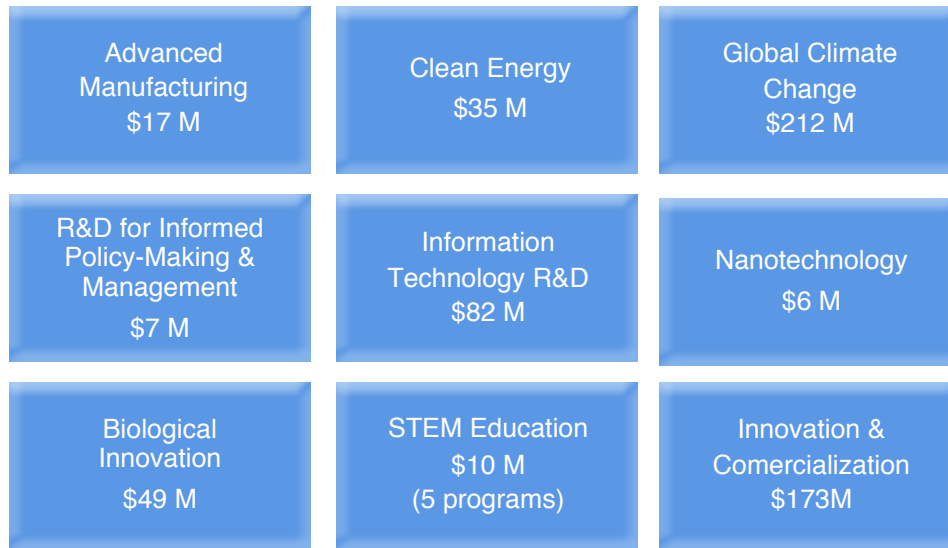 Advanced
Manufacturing
$17 M
Clean Energy
$35 M
Global Climate
Change
$212 M
R&D for Informed
Policy-Making &
Management
$7 M
Information
Technology R&D
$82 M
Nanotechnology
$6 M
Biological
Innovation
$49 M
STEM Education
$10 M
(5 programs)
Innovation &
Comercialization
$173M